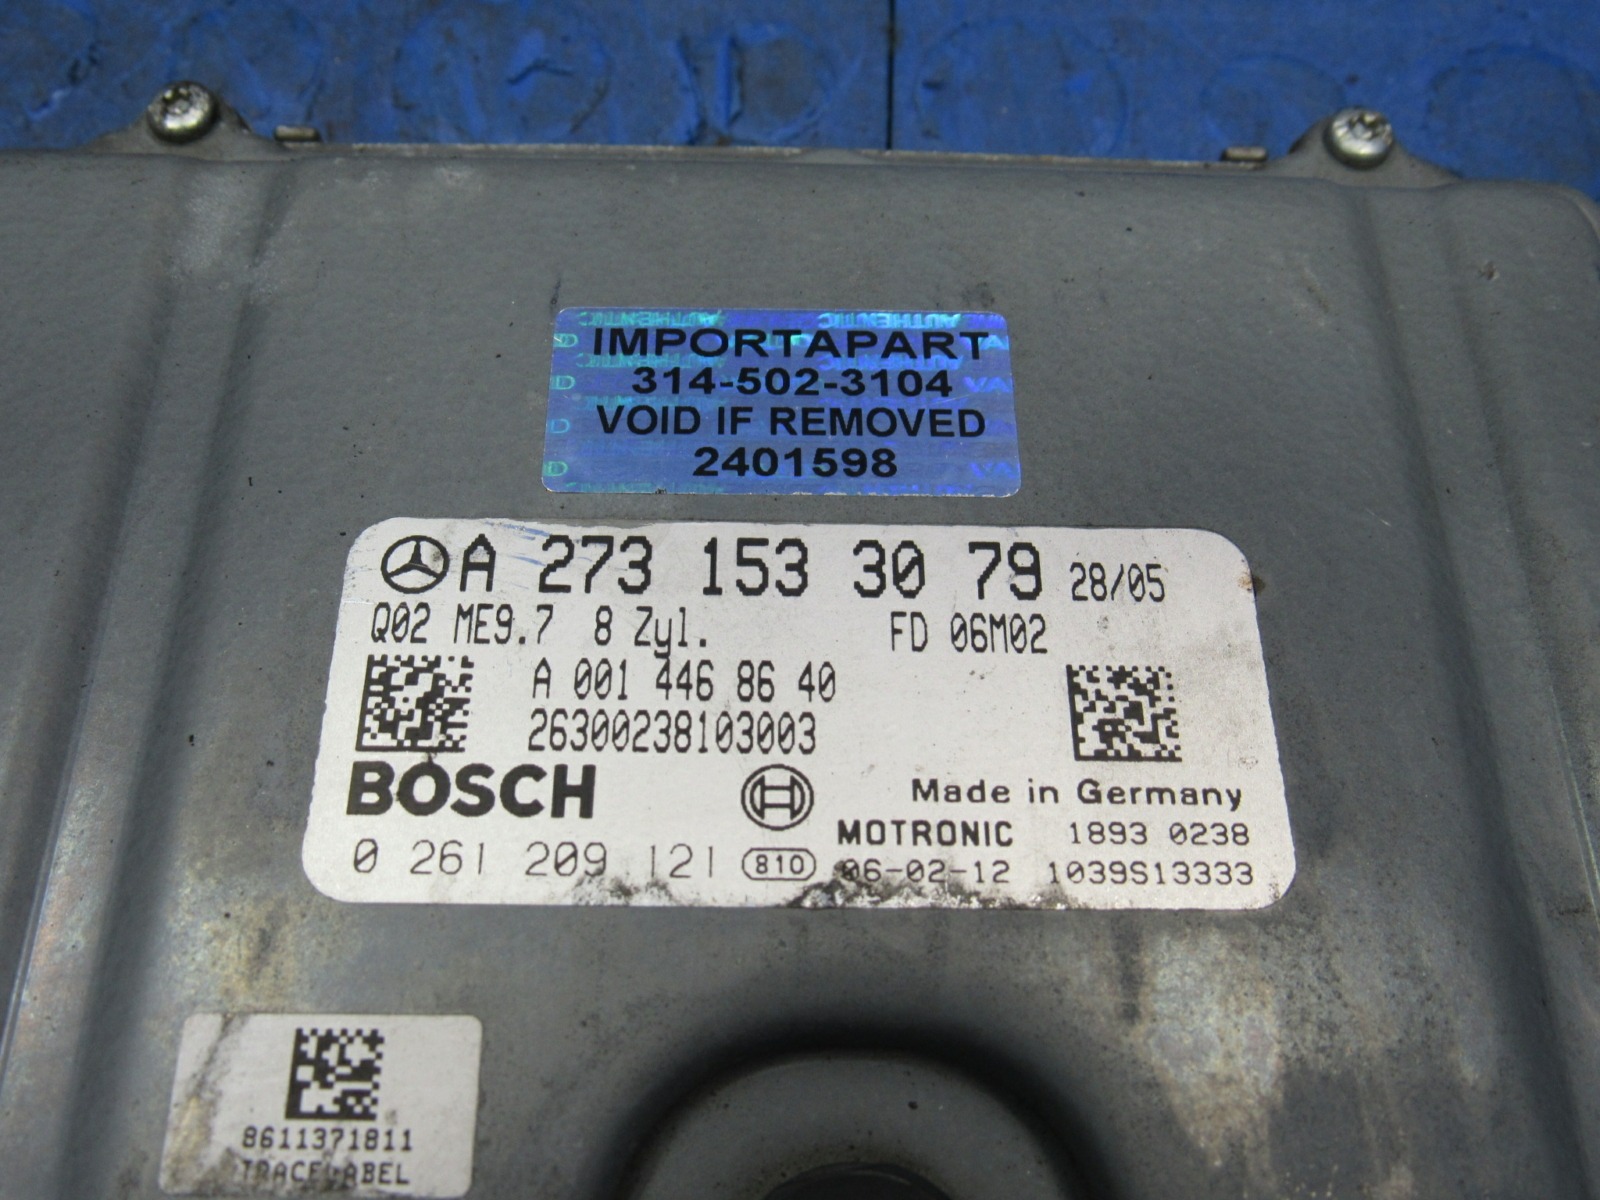 IMPORTAPART
314-502-3104
VOID IF REMOVED
2401598
A 273 153 30 79 28/05
Q02 ME9.7 8 Zyl. FD 06M02
A 001 446 86 40
26300238103003
BOSCH
Made in Germany
MOTRONIC 1893 0238
0 261 209 121 810 06-02-12 1039S13333
8611371811
TRACELABEL